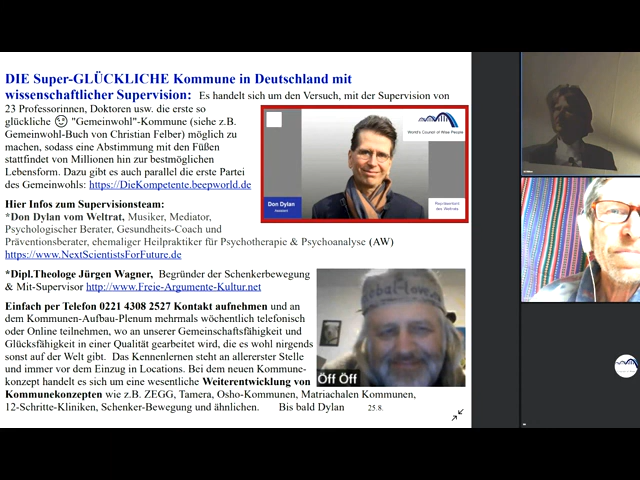 DIE Super-GLÜCKLICHE Kommune in Deutschland mit
wissenschaftlicher Supervision: Es handelt sich um den Versuch, mit der Supervision von
23 Professorinnen, Doktoren usw. die erste so
glückliche 😉 "Gemeinwohl"-Kommune (siehe z.B.
Gemeinwohl-Buch von Christian Felber) möglich zu
machen, sodass eine Abstimmung mit den Füßen
stattfindet von Millionen hin zur bestmöglichen
Lebensform. Dazu gibt es auch parallel die erste Partei
des Gemeinwohls: https://DieKompetente.beepworld.de
World's Council of Wise People
Don Dylan
Repräsentant
des Weltrats
Hier Infos zum Supervisionsteam:
*Don Dylan vom Weltrat, Musiker, Mediator,
Psychologischer Berater, Gesundheits-Coach und
Präventionsberater, ehemaliger Heilpraktiker für Psychotherapie & Psychoanalyse (AW)
https://www.NextScientistsForFuture.de
*Dipl.Theologe Jürgen Wagner, Begründer der Schenkerbewegung
& Mit-Supervisor http://www.Freie-Argumente-Kultur.net
Einfach per Telefon 0221 4308 2527 Kontakt aufnehmen und an
dem Kommunen-Aufbau-Plenum mehrmals wöchentlich telefonisch
oder Online teilnehmen, wo an unserer Gemeinschaftsfähigkeit und
Glücksfähigkeit in einer Qualität gearbeitet wird, die es wohl nirgends
sonst auf der Welt gibt. Das Kennenlernen steht an allererster Stelle
und immer vor dem Einzug in Locations. Bei dem neuen Kommune-
konzept handelt es sich um eine wesentliche Weiterentwicklung von
Kommunekonzepten wie z.B. ZEGG, Tamera, Osho-Kommunen, Matriachalen Kommunen,
12-Schritte-Kliniken, Schenker-Bewegung und ähnlichen. Bis bald Dylan 25.8.
Öff Öff